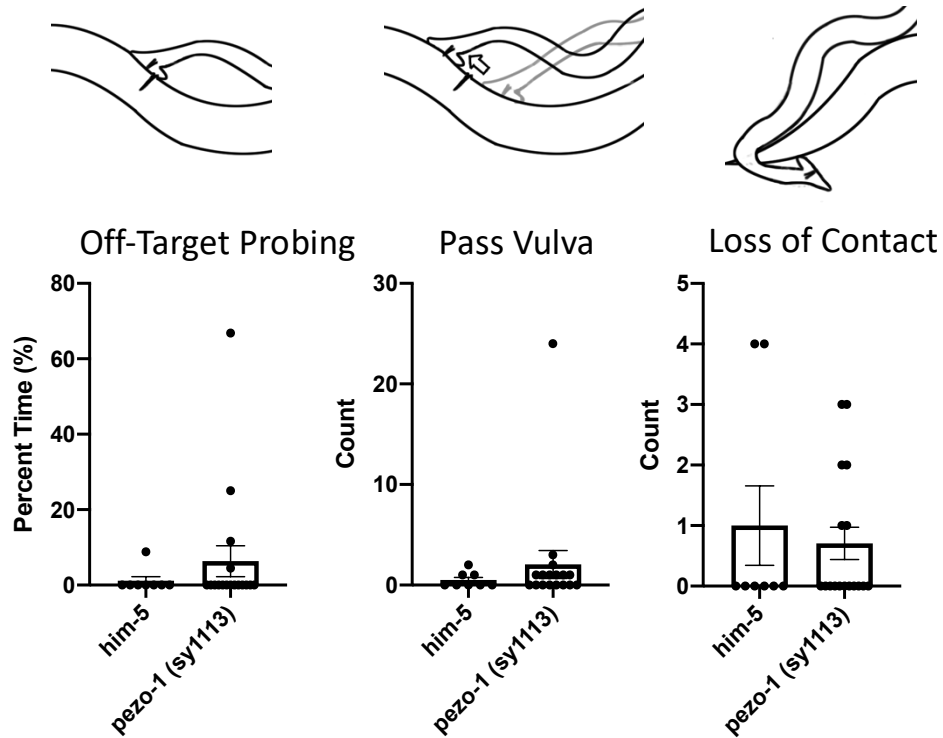 Off-Target Probing
Pass Vulva
Loss of Contact
Percent Time (%)
80
60
40
20
0
him-5
pezo-1 (sy1113)
Count
30
20
10
0
him-5
pezo-1 (sy1113)
Count
5
4
3
2
1
0
him-5
pezo-1 (sy1113)